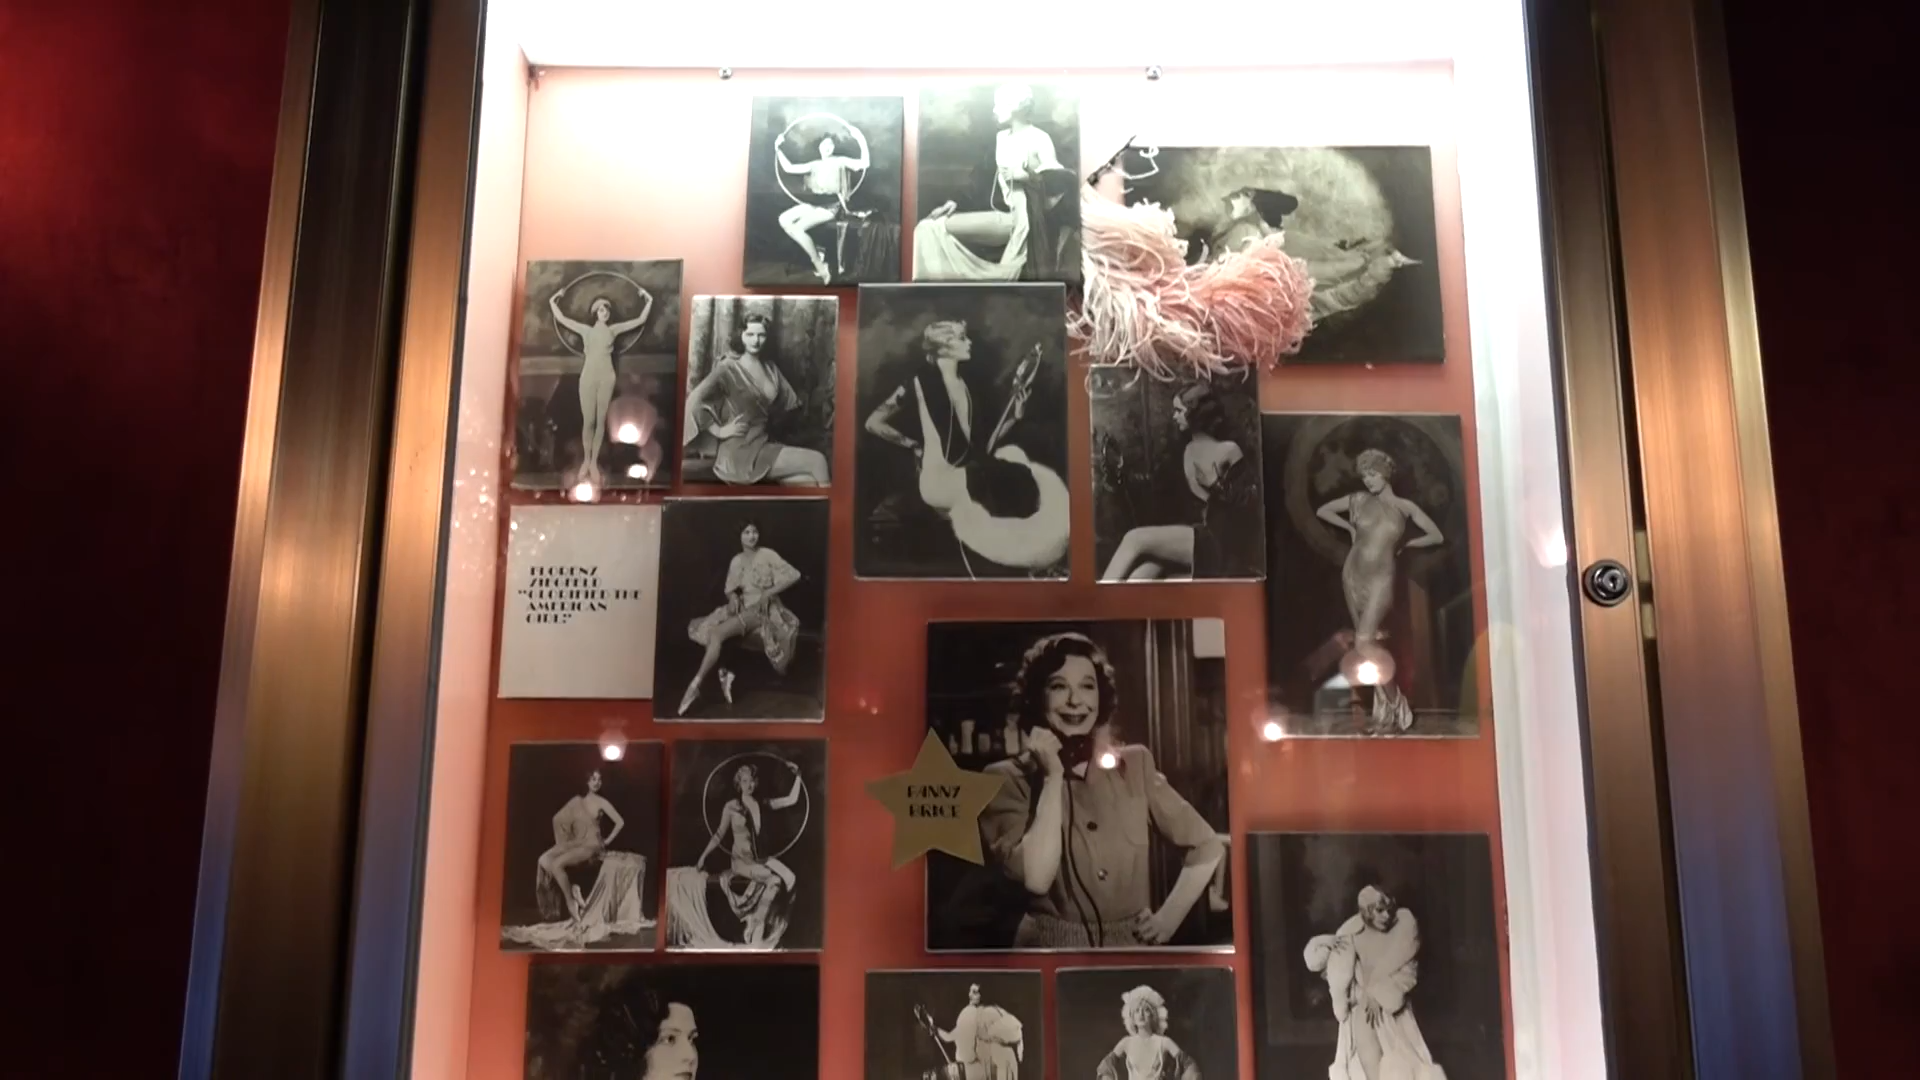 FLORENZ
ZIEGFELD
"GLORIFIED THE
AMERICAN
GIRL"
FANNY
BRICE